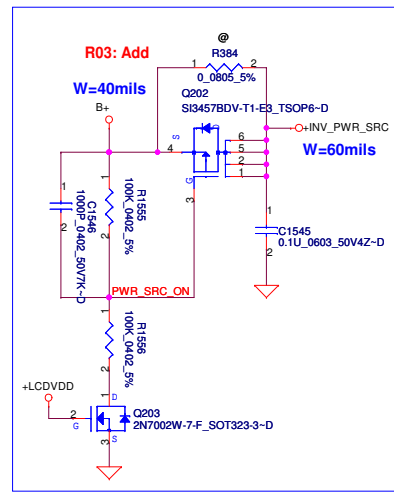 @
R03: Add
R384
1 2
0_0805_5%
W=40mils
Q202
SI3457BDV-T1-E3_TSOP6~D
B+
+INV_PWR_SRC
W=60mils
S
4
6
5
2
1
G
3
1
C1546
1000P_0402_50V7K~D
2
1
R1555
100K_0402_5%
2
1
C1545
0.1U_0603_50V4Z~D
2
PWR_SRC_ON
1
R1556
100K_0402_5%
2
+LCDVDD
1
D
2
G
Q203
2N7002W-7-F_SOT323-3~D
S
3